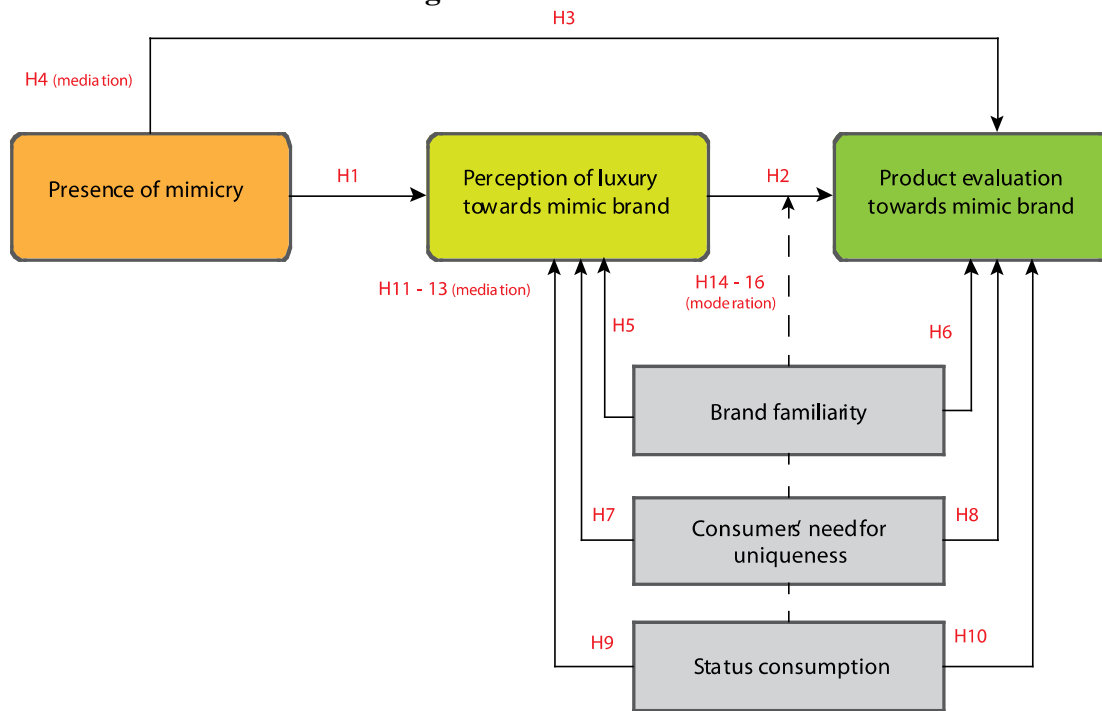 H3
H4 (mediation)
Presence of mimicry
H1
Perception of luxury
towards mimic brand
H2
Product evaluation
towards mimic brand
H11 - 13 (mediation)
H14 - 16
(moderation)
H5
H6
Brand familiarity
H7
Consumers' need for
uniqueness
H8
H9
Status consumption
H10